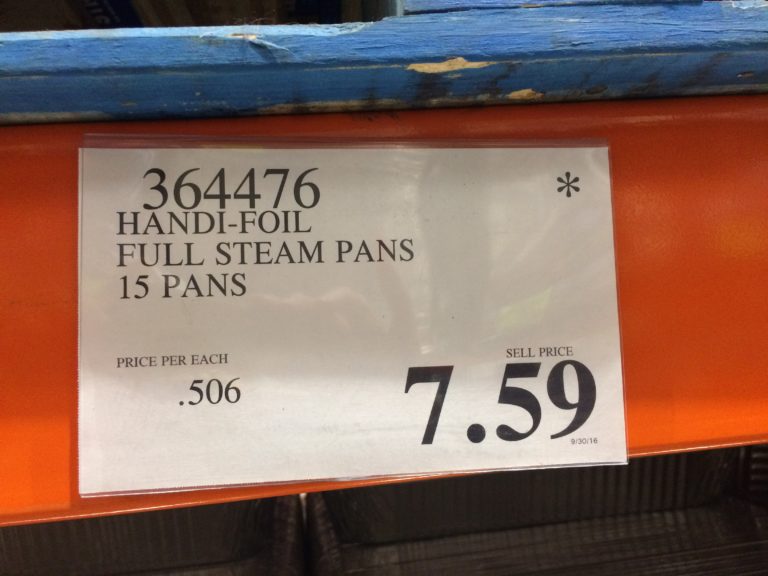 364476 *
HANDI-FOIL
FULL STEAM PANS
15 PANS
PRICE PER EACH
.506
SELL PRICE
7.59
9/30/16